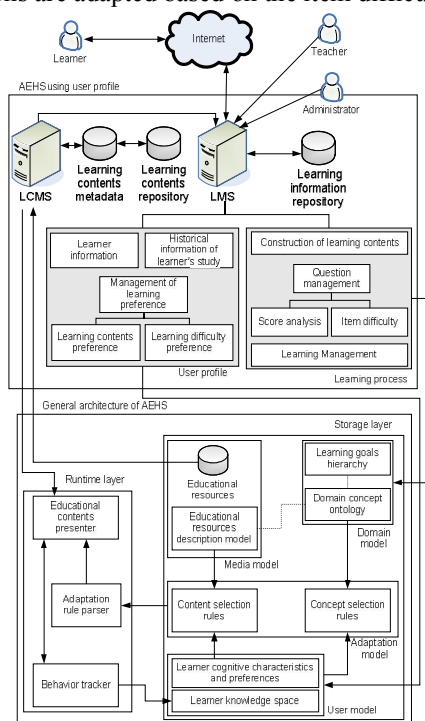 ns are adapted based on the item difficul
Learner
Internet
Teacher
Administrator
AEHS using user profile
LCMS
Learning
contents
metadata
Learning
contents
repository
LMS
Learning
information
repository
Learner
information
Historical
information of
learner's study
Management of
learning
preference
Learning contents
preference
Learning difficulty
preference
User profile
Construction of learning contents
Question
management
Score analysis
Item difficulty
Learning Management
Learning process
General architecture of AEHS
Storage layer
Runtime layer
Educational
contents
presenter
Adaptation
rule parser
Behavior tracker
Educational
resources
Educational
resources
description model
Media model
Learning goals
hierarchy
Domain concept
ontology
Domain
model
Content selection
rules
Concept selection
rules
Adaptation
model
Learner cognitive characteristics
and preferences
Learner knowledge space
User model